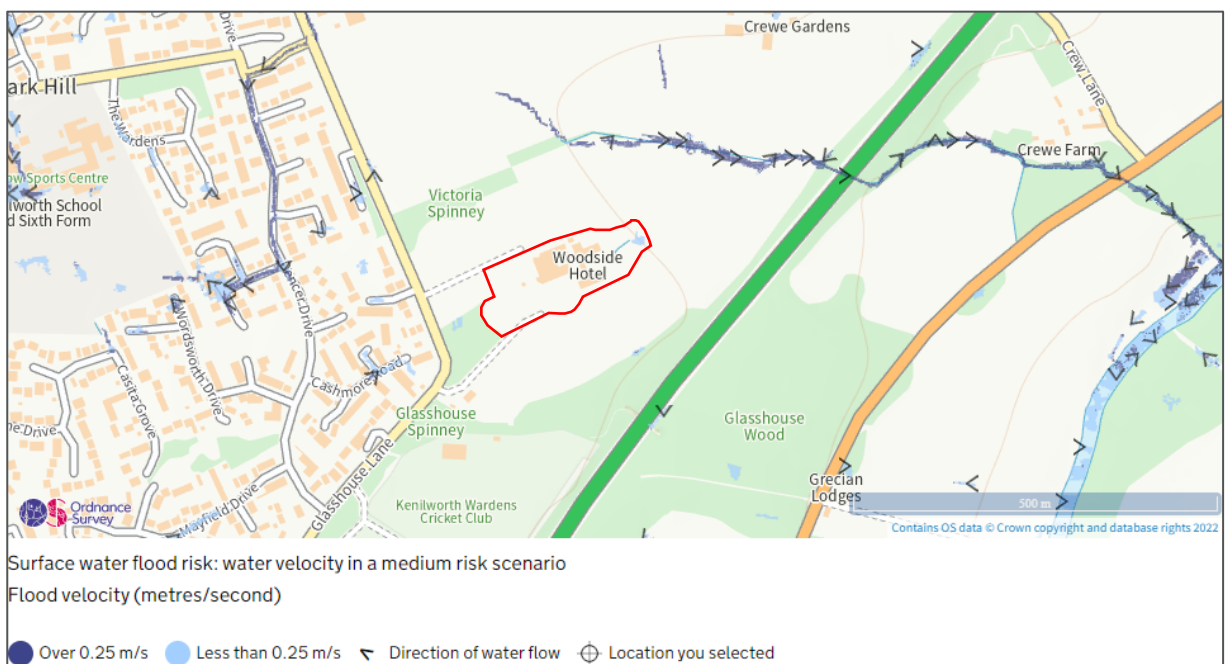 Crewe Gardens
Crew Lane
ark Hill
Drive
The Wardens
ow Sports Centre
lworth School
d Sixth Form
Victoria
Spinney
Crewe Farm
Woodside
Hotel
encer Drive
Wordsworth Drive
Casita Grove
Cashmore Road
ne Drive
Glasshouse
Spinney
Glasshouse
Wood
Glasshouse Lane
Mayfield Drive
Kenilworth Wardens
Cricket Club
Grecian
Lodges
500 m
Ordnance
Survey
Contains OS data © Crown copyright and database rights 2022
Surface water flood risk: water velocity in a medium risk scenario
Flood velocity (metres/second)
Over 0.25 m/s Less than 0.25 m/s Direction of water flow Location you selected